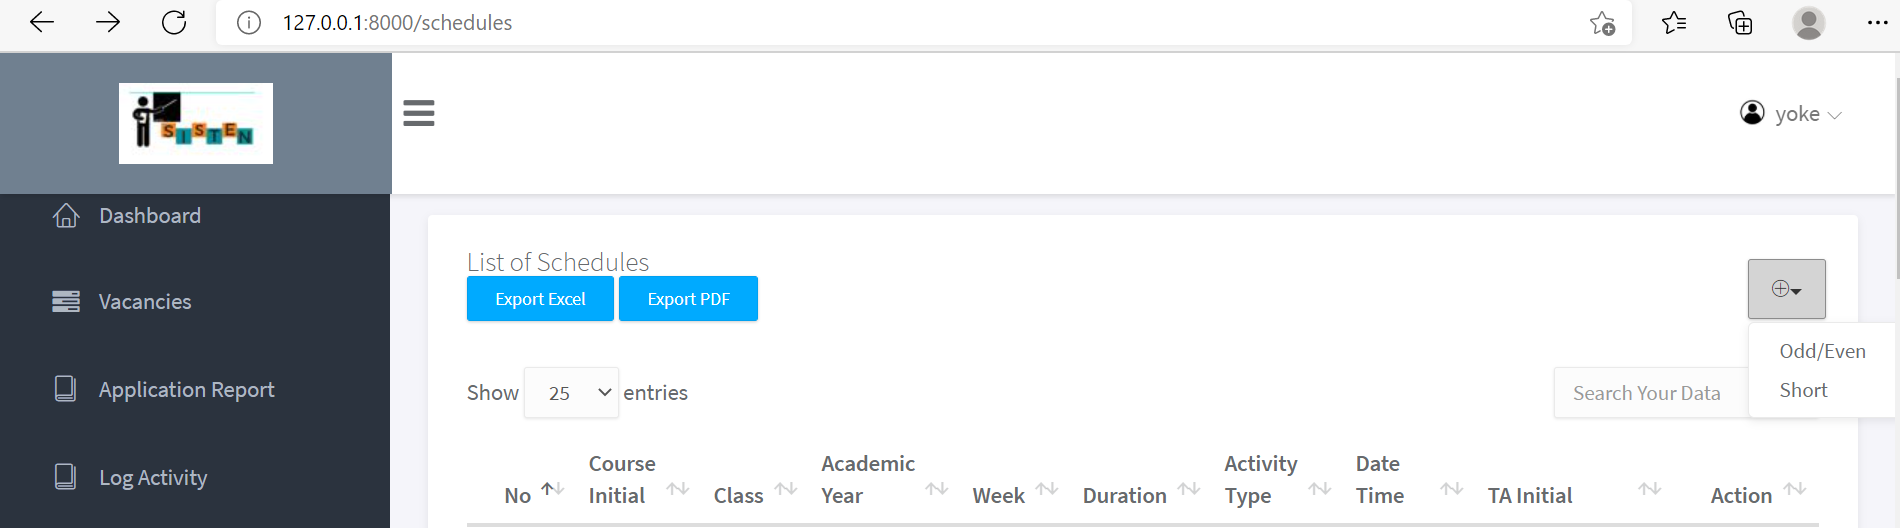 127.0.0.1:8000/schedules
SISTEN
yoke
Dashboard
Vacancies
Application Report
Log Activity
List of Schedules
Export Excel Export PDF
Odd/Even
Short
Show 25 entries
Search Your Data
No Course Initial Class Academic Year Week Duration Activity Type Date Time TA Initial Action